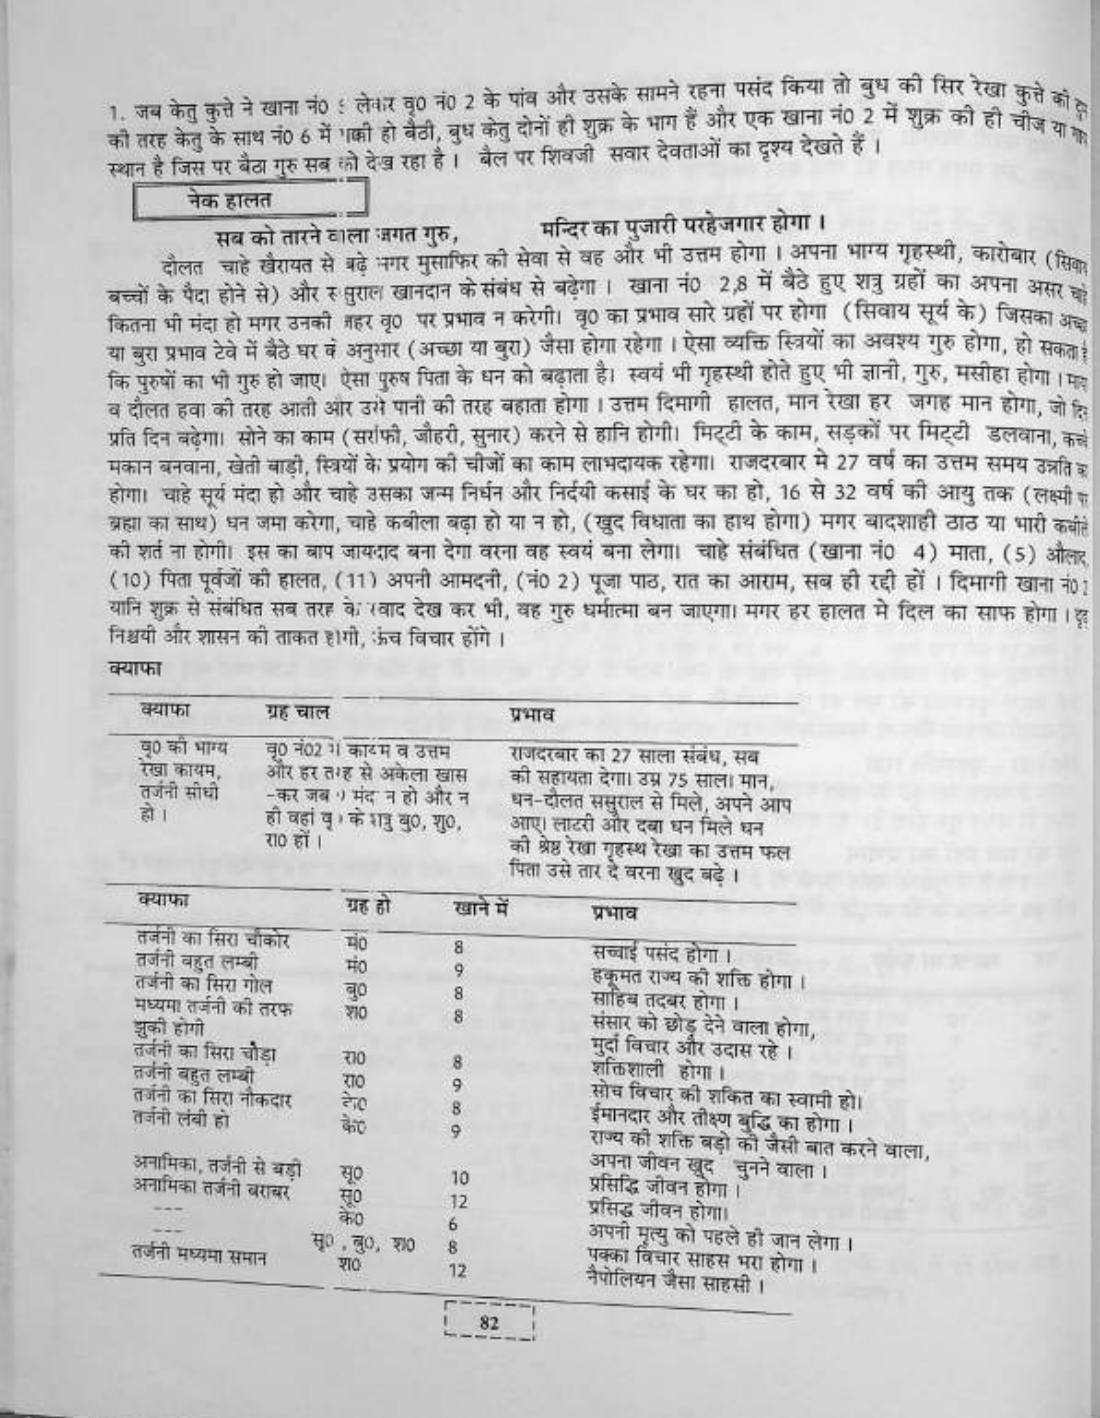 1. जब केतु कुत्ते ने खाना नं0 लेकर वृ0 नं0 2 के पांव और उसके सामने रहना पसंद किया तो बुध की सिर रेखा कुत्ते की
की तरह केतु के साथ नं0 6 में हो बैठी, बुध केतु दोनों ही शुक्र के भाग हैं और एक खाना नं0 2 में शुक्र की ही चीज या
स्थान है जिस पर बैठा गुरु सब को देख रहा है । बैल पर शिवजी सवार देवताओं का दृश्य देखते हैं ।
नेक हालत
सब को तारने वाला जगत गुरु, मन्दिर का पुजारी परहेजगार होगा ।
दौलत चाहे खैरायत से बढ़े मगर मुसाफिर की सेवा से वह और भी उत्तम होगा । अपना भाग्य गृहस्थी, कारोबार (सिवाय
बच्चों के पैदा होने से) और ससुराल खानदान के संबंध से बढ़ेगा । खाना नं0 2,8 में बैठे हुए शत्रु ग्रहों का अपना असर चाहे
कितना भी मंदा हो मगर उनकी जहर वृ0 पर प्रभाव न करेगी। वृ0 का प्रभाव सारे ग्रहों पर होगा (सिवाय सूर्य के) जिसका अच्छा
या बुरा प्रभाव टेवे में बैठे घर के अनुसार (अच्छा या बुरा) जैसा होगा रहेगा । ऐसा व्यक्ति स्त्रियों का अवश्य गुरु होगा, हो सकता है
कि पुरुषों का भी गुरु हो जाए। ऐसा पुरुष पिता के धन को बढ़ाता है। स्वयं भी गृहस्थी होते हुए भी ज्ञानी, गुरु, मसीहा होगा ।
व दौलत हवा की तरह आती और उसे पानी की तरह बहाता होगा । उत्तम दिमागी हालत, मान रेखा हर जगह मान होगा, जो दिन
प्रति दिन बढ़ेगा। सोने का काम (सर्राफी, जौहरी, सुनार) करने से हानि होगी। मिट्टी के काम, सड़कों पर मिट्टी डलवाना, कच्चे
मकान बनवाना, खेती बाड़ी, स्त्रियों के प्रयोग की चीजों का काम लाभदायक रहेगा। राजदरबार मे 27 वर्ष का उत्तम समय उन्नति का
होगा। चाहे सूर्य मंदा हो और चाहे उसका जन्म निर्धन और निर्दयी कसाई के घर का हो, 16 से 32 वर्ष की आयु तक (लक्ष्मी पर
ब्रह्मा का साथ) धन जमा करेगा, चाहे कबीला बढ़ा हो या न हो, (खुद विधाता का हाथ होगा) मगर बादशाही ठाठ या भारी कबीले
की शर्त ना होगी। इस का बाप जायदाद बना देगा वरना वह स्वयं बना लेगा। चाहे संबंधित (खाना नं0 4) माता, (5) औलाद,
(10) पिता पूर्वजों की हालत, (11) अपनी आमदनी, (नं0 2) पूजा पाठ, रात का आराम, सब ही रद्दी हों । दिमागी खाना नं0 2
यानि शुक्र से संबंधित सब तरह के स्वाद देख कर भी, वह गुरु धर्मात्मा बन जाएगा। मगर हर हालत मे दिल का साफ होगा । दृढ़
निश्चयी और शासन की ताकत होगी, ऊंच विचार होंगे ।
क्याफा
क्याफा ग्रह चाल प्रभाव
वृ0 की भाग्य वृ0 नं02 में कायम व उत्तम राजदरबार का 27 साला संबंध, सब
रेखा कायम, और हर तरह से अकेला खास की सहायता देगा। उम्र 75 साला मान,
तर्जनी सीधी -कर जब मंदा न हो और न धन-दौलत ससुराल से मिले, अपने आप
हो । ही वहां वृ0 के शत्रु बु0, शु0, आए। लाटरी और दबा धन मिले धन
रा0 हों । की श्रेष्ठ रेखा गृहस्थ रेखा का उत्तम फल
पिता उसे तार दे वरना खुद बढ़े ।
क्याफा ग्रह हो खाने में प्रभाव
तर्जनी का सिरा चौकोर मं0 8 सच्चाई पसंद होगा ।
तर्जनी बहुत लम्बी मं0 9 हकूमत राज्य की शक्ति होगा ।
तर्जनी का सिरा गोल बु0 8 साहिब तदबर होगा ।
मध्यमा तर्जनी की तरफ श0 8 संसार को छोड़ देने वाला होगा,
झुकी होगी मुर्दा विचार और उदास रहे ।
तर्जनी का सिरा चौड़ा रा0 8 शक्तिशाली होगा ।
तर्जनी बहुत लम्बी रा0 9 सोच विचार की शकित का स्वामी हो।
तर्जनी का सिरा नौकदार के0 8 ईमानदार और तीक्ष्ण बुद्धि का होगा ।
तर्जनी लंबी हो के0 9 राज्य की शक्ति बड़ो की जैसी बात करने वाला,
अपना जीवन खुद चुनने वाला ।
अनामिका, तर्जनी से बड़ी सू0 10 प्रसिद्धि जीवन होगा ।
अनामिका तर्जनी बराबर सू0 12 प्रसिद्ध जीवन होगा।
--- के0 6 अपनी मृत्यु को पहले ही जान लेगा ।
--- सू0 , बु0, श0 8 पक्का विचार साहस भरा होगा ।
तर्जनी मध्यमा समान श0 12 नैपोलियन जैसा साहसी ।
82